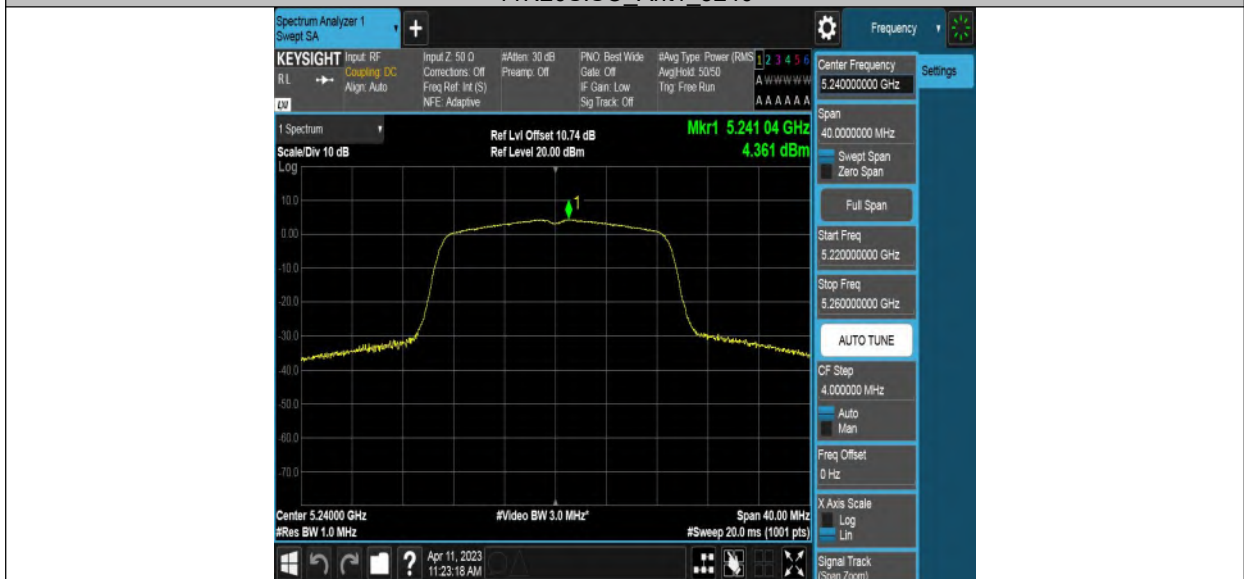 Spectrum Analyzer 1
Swept SA
Frequency
KEYSIGHT
Input: RF
Coupling: DC
Align: Auto
R L
LXI
Input Z: 50 Ω
Corrections: Off
Freq Ref: Int (S)
NFE: Adaptive
#Atten: 30 dB
Preamp: Off
PNO: Best Wide
Gate: Off
IF Gain: Low
Sig Track: Off
#Avg Type: Power (RMS
Avg|Hold: 50/50
Trig: Free Run
1 2 3 4 5 6
A W W W W W
A A A A A A
1 Spectrum
Scale/Div 10 dB
Log
Ref Lvl Offset 10.74 dB
Ref Level 20.00 dBm
Mkr1 5.241 04 GHz
4.361 dBm
1
10.0
0.00
-10.0
-20.0
-30.0
-40.0
-50.0
-60.0
-70.0
Center 5.24000 GHz
#Res BW 1.0 MHz
#Video BW 3.0 MHz*
Span 40.00 MHz
#Sweep 20.0 ms (1001 pts)
Apr 11, 2023
11:23:18 AM
Center Frequency
5.240000000 GHz
Settings
Span
40.0000000 MHz
Swept Span
Zero Span
Full Span
Start Freq
5.220000000 GHz
Stop Freq
5.260000000 GHz
AUTO TUNE
CF Step
4.000000 MHz
Auto
Man
Freq Offset
0 Hz
X Axis Scale
Log
Lin
Signal Track
(Span Zoom)